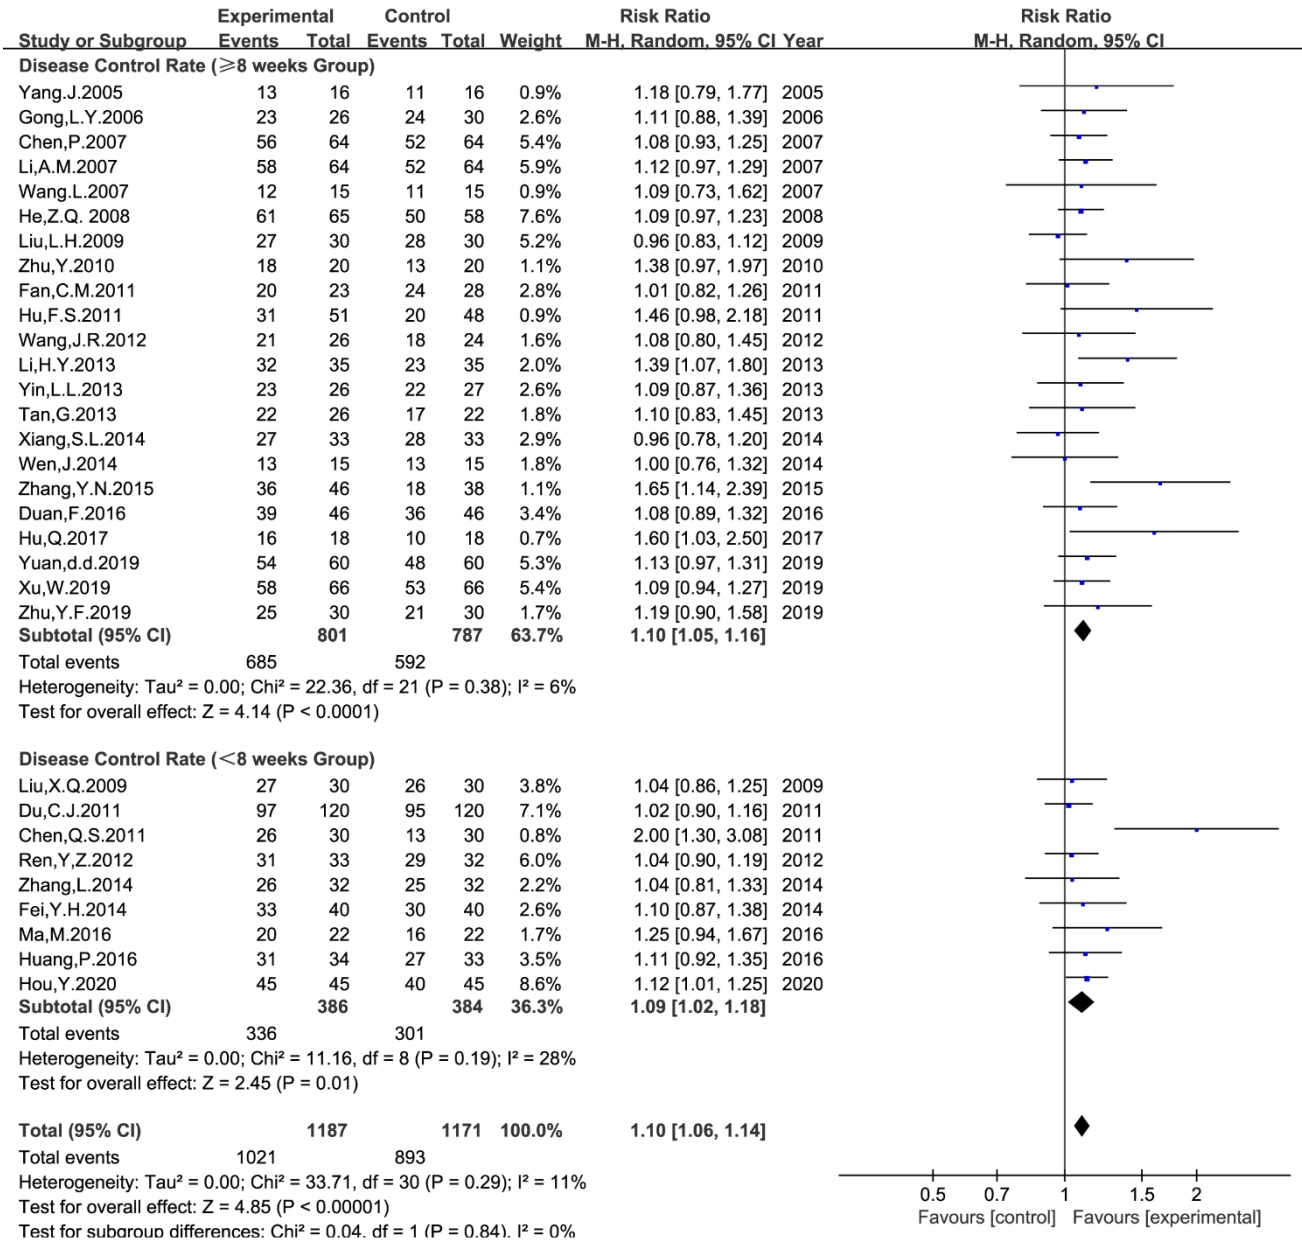 Experimental Control Risk Ratio Risk Ratio
Study or Subgroup Events Total Events Total Weight M-H, Random, 95% CI Year M-H, Random, 95% CI
Disease Control Rate (≥8 weeks Group)
Yang.J.2005 13 16 11 16 0.9% 1.18 [0.79, 1.77] 2005
Gong,L.Y.2006 23 26 24 30 2.6% 1.11 [0.88, 1.39] 2006
Chen,P.2007 56 64 52 64 5.4% 1.08 [0.93, 1.25] 2007
Li,A.M.2007 58 64 52 64 5.9% 1.12 [0.97, 1.29] 2007
Wang.L.2007 12 15 11 15 0.9% 1.09 [0.73, 1.62] 2007
He,Z.Q. 2008 61 65 50 58 7.6% 1.09 [0.97, 1.23] 2008
Liu,L.H.2009 27 30 28 30 5.2% 0.96 [0.83, 1.12] 2009
Zhu,Y.2010 18 20 13 20 1.1% 1.38 [0.97, 1.97] 2010
Fan,C.M.2011 20 23 24 28 2.8% 1.01 [0.82, 1.26] 2011
Hu,F.S.2011 31 51 20 48 0.9% 1.46 [0.98, 2.18] 2011
Wang,J.R.2012 21 26 18 24 1.6% 1.08 [0.80, 1.45] 2012
Li,H.Y.2013 32 35 23 35 2.0% 1.39 [1.07, 1.80] 2013
Yin,L.L.2013 23 26 22 27 2.6% 1.09 [0.87, 1.36] 2013
Tan,G.2013 22 26 17 22 1.8% 1.10 [0.83, 1.45] 2013
Xiang,S.L.2014 27 33 28 33 2.9% 0.96 [0.78, 1.20] 2014
Wen,J.2014 13 15 13 15 1.8% 1.00 [0.76, 1.32] 2014
Zhang,Y.N.2015 36 46 18 38 1.1% 1.65 [1.14, 2.39] 2015
Duan,F.2016 39 46 36 46 3.4% 1.08 [0.89, 1.32] 2016
Hu,Q.2017 16 18 10 18 0.7% 1.60 [1.03, 2.50] 2017
Yuan,d.d.2019 54 60 48 60 5.3% 1.13 [0.97, 1.31] 2019
Xu,W.2019 58 66 53 66 5.4% 1.09 [0.94, 1.27] 2019
Zhu,Y.F.2019 25 30 21 30 1.7% 1.19 [0.90, 1.58] 2019
Subtotal (95% CI) 801 787 63.7% 1.10 [1.05, 1.16]
Total events 685 592
Heterogeneity: Tau² = 0.00; Chi² = 22.36, df = 21 (P = 0.38); I² = 6%
Test for overall effect: Z = 4.14 (P < 0.0001)
Disease Control Rate (<8 weeks Group)
Liu,X.Q.2009 27 30 26 30 3.8% 1.04 [0.86, 1.25] 2009
Du,C.J.2011 97 120 95 120 7.1% 1.02 [0.90, 1.16] 2011
Chen,Q.S.2011 26 30 13 30 0.8% 2.00 [1.30, 3.08] 2011
Ren,Y,Z.2012 31 33 29 32 6.0% 1.04 [0.90, 1.19] 2012
Zhang,L.2014 26 32 25 32 2.2% 1.04 [0.81, 1.33] 2014
Fei,Y.H.2014 33 40 30 40 2.6% 1.10 [0.87, 1.38] 2014
Ma,M.2016 20 22 16 22 1.7% 1.25 [0.94, 1.67] 2016
Huang,P.2016 31 34 27 33 3.5% 1.11 [0.92, 1.35] 2016
Hou,Y.2020 45 45 40 45 8.6% 1.12 [1.01, 1.25] 2020
Subtotal (95% CI) 386 384 36.3% 1.09 [1.02, 1.18]
Total events 336 301
Heterogeneity: Tau² = 0.00; Chi² = 11.16, df = 8 (P = 0.19); I² = 28%
Test for overall effect: Z = 2.45 (P = 0.01)
Total (95% CI) 1187 1171 100.0% 1.10 [1.06, 1.14]
Total events 1021 893
Heterogeneity: Tau² = 0.00; Chi² = 33.71, df = 30 (P = 0.29); I² = 11%
Test for overall effect: Z = 4.85 (P < 0.00001)
Test for subgroup differences: Chi² = 0.04, df = 1 (P = 0.84), I² = 0%
0.5 0.7 1 1.5 2
Favours [control] Favours [experimental]